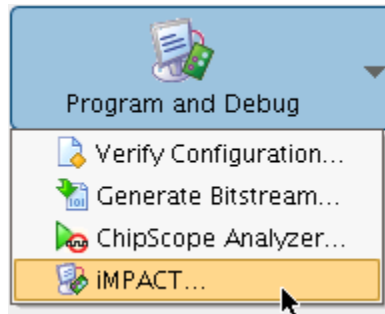 Program and Debug
Verify Configuration...
Generate Bitstream...
ChipScope Analyzer...
iMPACT...